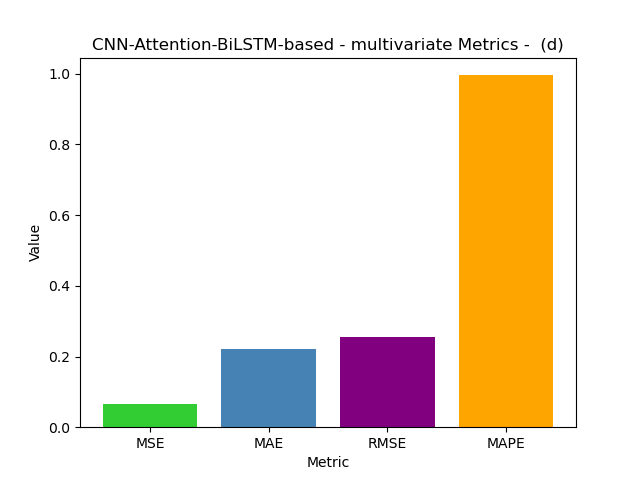 CNN-Attention-BiLSTM-based - multivariate Metrics -  (d)
1.0
0.8
0.6
0.4
0.2
0.0
Value
MSE MAE RMSE MAPE
Metric